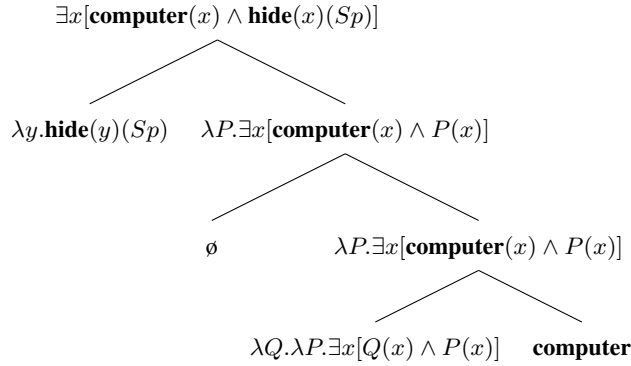 ∃x[computer(x) ∧ hide(x)(Sp)]
λy.hide(y)(Sp) λP.∃x[computer(x) ∧ P(x)]
ø λP.∃x[computer(x) ∧ P(x)]
λQ.λP.∃x[Q(x) ∧ P(x)] computer